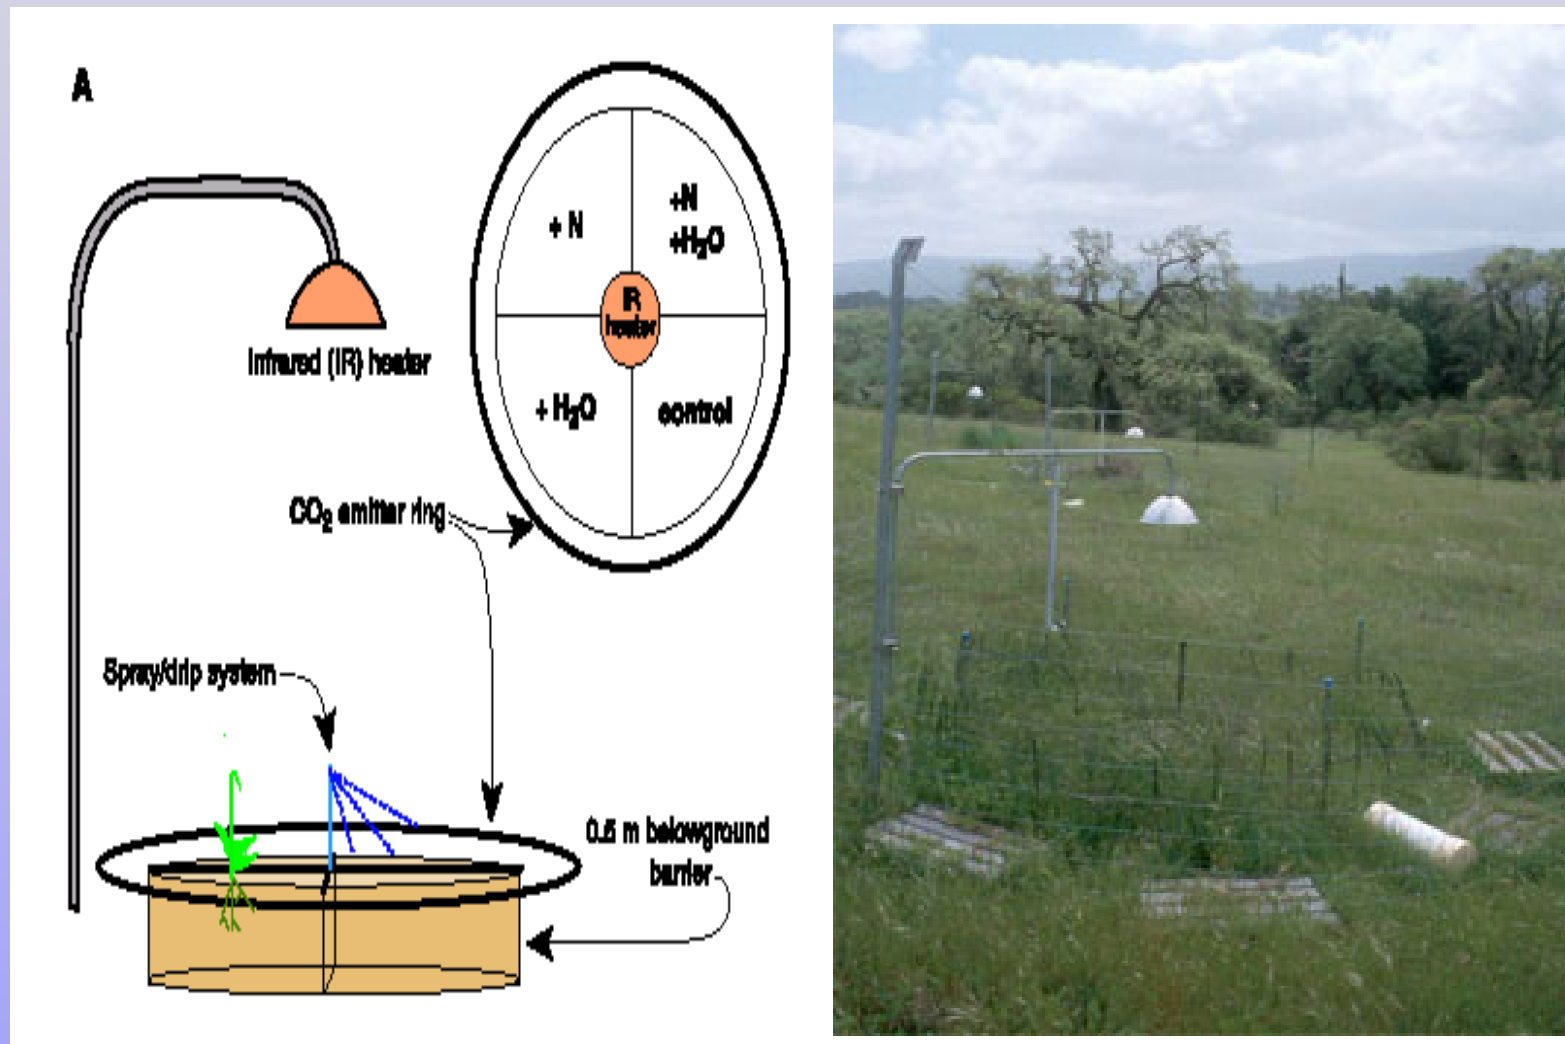 A
+ N
+N
+H₂O
IR
heater
Infrared (IR) heater
+ H₂O
control
CO₂ emitter ring
Spray/drip system
0.5 m belowground
barrier